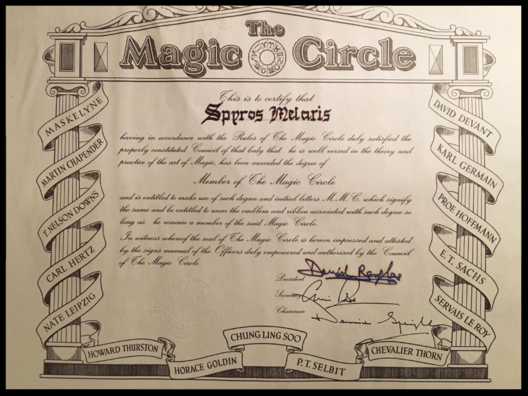 The
Magic Circle
This is to certify that
Spyros Melaris
having in accordance with the Rules of The Magic Circle duly satisfied the
properly constituted Council of that body that he is well versed in the theory and
practice of the art of Magic, has been awarded the degree of
Member of The Magic Circle
and is entitled to make use of such degree and initial letters M.M.C. which signify
the same and be entitled to wear the emblem and ribbon associated with such degree so
long as he remains a member of the said Magic Circle.
In witness whereof the seal of The Magic Circle is hereon impressed and attested
by the signs manual of the Officers duly empowered and authorised by the Council
of The Magic Circle.
President
Secretary
Chairman
MASKELYNE
MARTIN CHAPENDER
T. NELSON DOWNS
CARL HERTZ
NATE LEIPZIG
HOWARD THURSTON
HORACE GOLDIN
CHUNG LING SOO
P.T. SELBIT
CHEVALIER THORN
DAVID DEVANT
KARL GERMAIN
PROF. HOFFMANN
E.T. SACHS
SERVAIS LE ROY